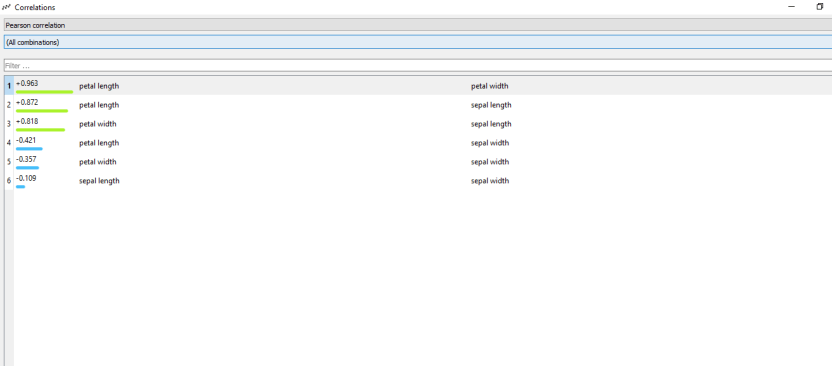 Correlations
Pearson correlation
(All combinations)
Filter ...
1 +0.963 petal length petal width
2 +0.872 petal length sepal length
3 +0.818 petal width sepal length
4 -0.421 petal length sepal width
5 -0.357 petal width sepal width
6 -0.109 sepal length sepal width